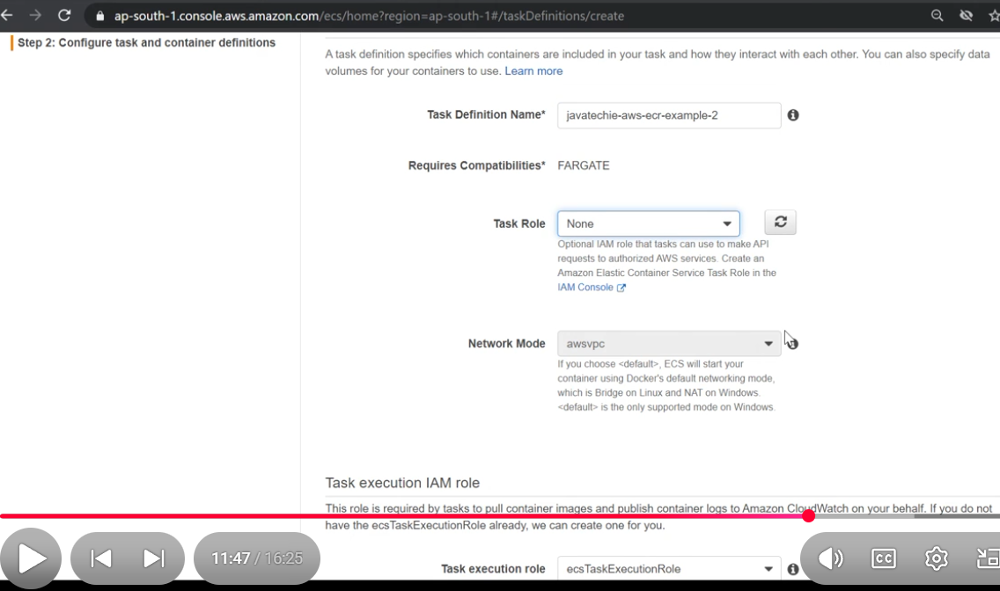 ap-south-1.console.aws.amazon.com/ecs/home?region=ap-south-1#/taskDefinitions/create
Step 2: Configure task and container definitions
A task definition specifies which containers are included in your task and how they interact with each other. You can also specify data
volumes for your containers to use. Learn more
Task Definition Name* javatechie-aws-ecr-example-2
Requires Compatibilities* FARGATE
Task Role None
Optional IAM role that tasks can use to make API
requests to authorized AWS services. Create an
Amazon Elastic Container Service Task Role in the
IAM Console
Network Mode awsvpc
If you choose <default>, ECS will start your
container using Docker's default networking mode,
which is Bridge on Linux and NAT on Windows.
<default> is the only supported mode on Windows.
Task execution IAM role
This role is required by tasks to pull container images and publish container logs to Amazon CloudWatch on your behalf. If you do not
have the ecsTaskExecutionRole already, we can create one for you.
11:47 / 16:25
CC
Task execution role ecsTaskExecutionRole